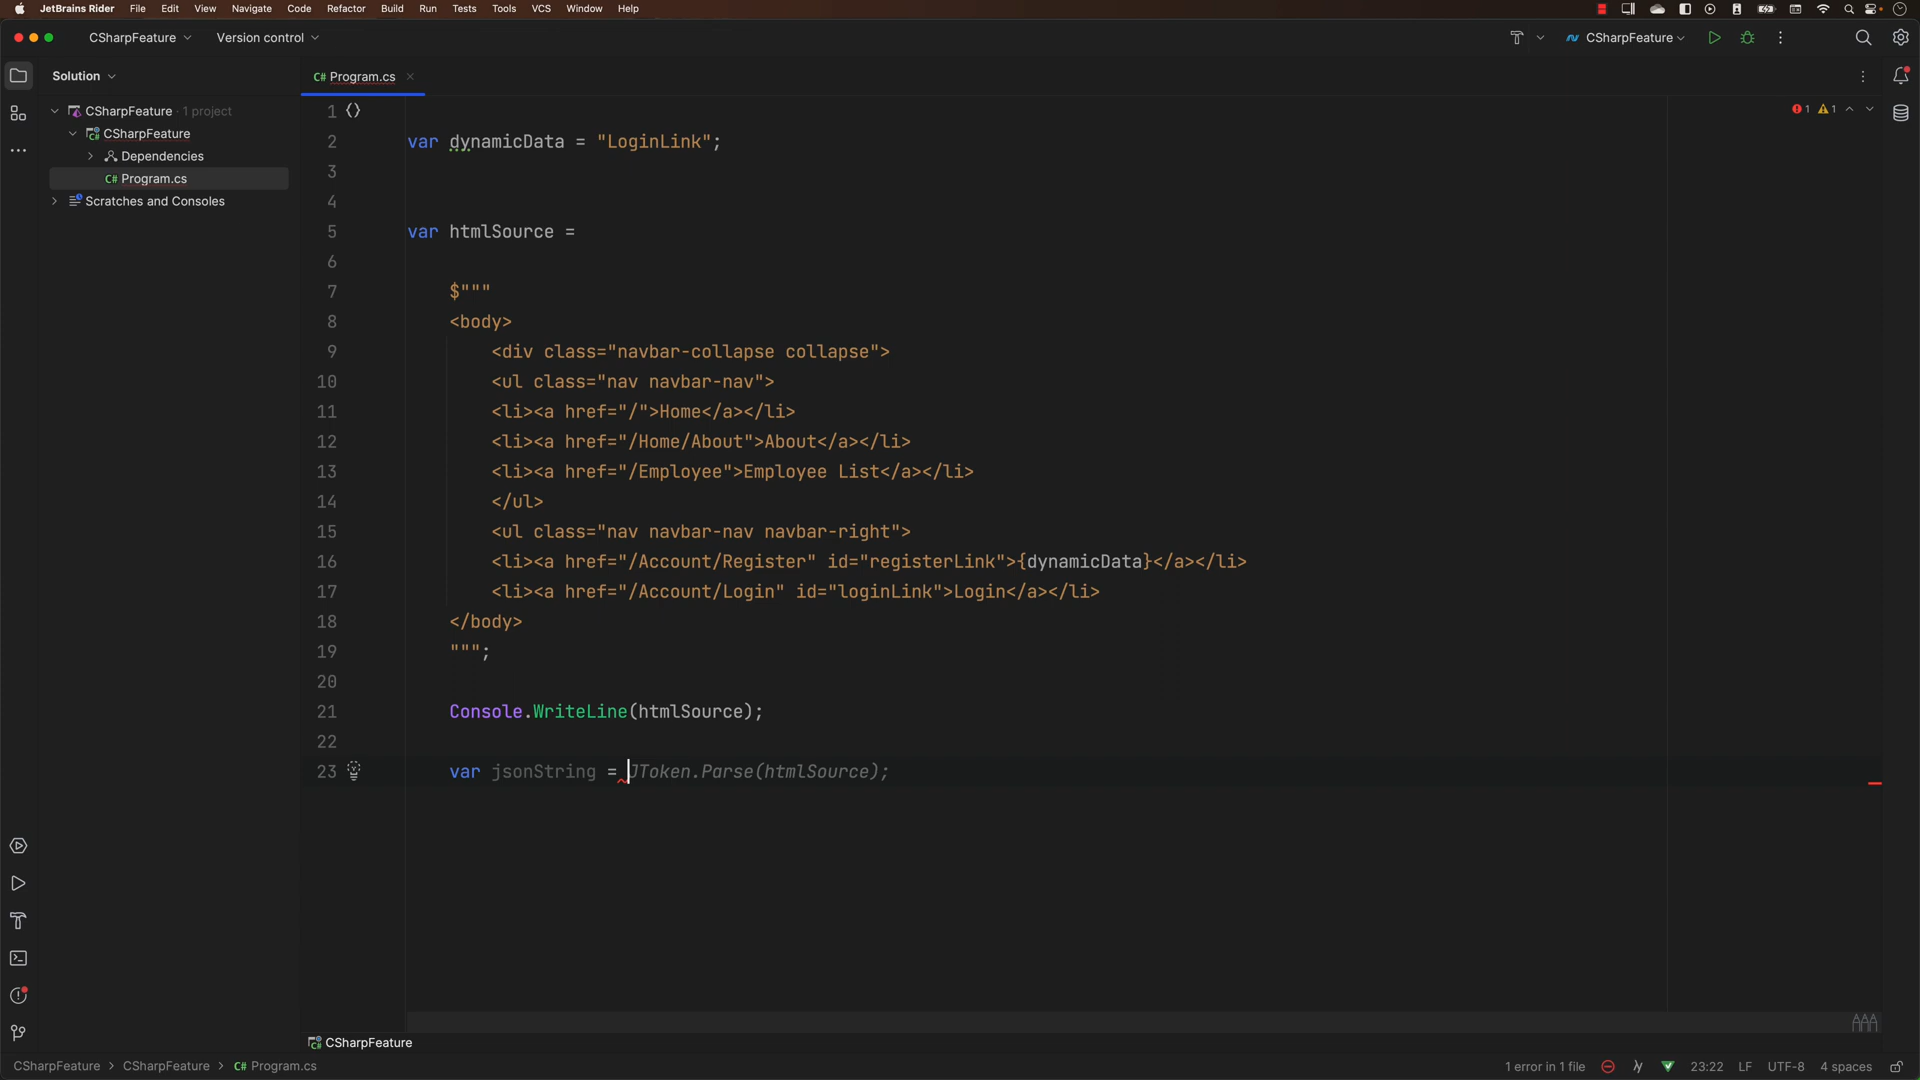 JetBrains Rider File Edit View Navigate Code Refactor Build Run Tests Tools VCS Window Help
CSharpFeature Version control CSharpFeature
Solution
C# Program.cs
CSharpFeature · 1 project
CSharpFeature
Dependencies
C# Program.cs
Scratches and Consoles
1 {} 1 1
2 var dynamicData = "LoginLink";
3
4
5 var htmlSource =
6
7 $"""
8 <body>
9 <div class="navbar-collapse collapse">
10 <ul class="nav navbar-nav">
11 <li><a href="/">Home</a></li>
12 <li><a href="/Home/About">About</a></li>
13 <li><a href="/Employee">Employee List</a></li>
14 </ul>
15 <ul class="nav navbar-nav navbar-right">
16 <li><a href="/Account/Register" id="registerLink">{dynamicData}</a></li>
17 <li><a href="/Account/Login" id="loginLink">Login</a></li>
18 </body>
19 """;
20
21 Console.WriteLine(htmlSource);
22
23 var jsonString = JToken.Parse(htmlSource);
CSharpFeature
CSharpFeature > CSharpFeature > C# Program.cs 1 error in 1 file 23:22 LF UTF-8 4 spaces